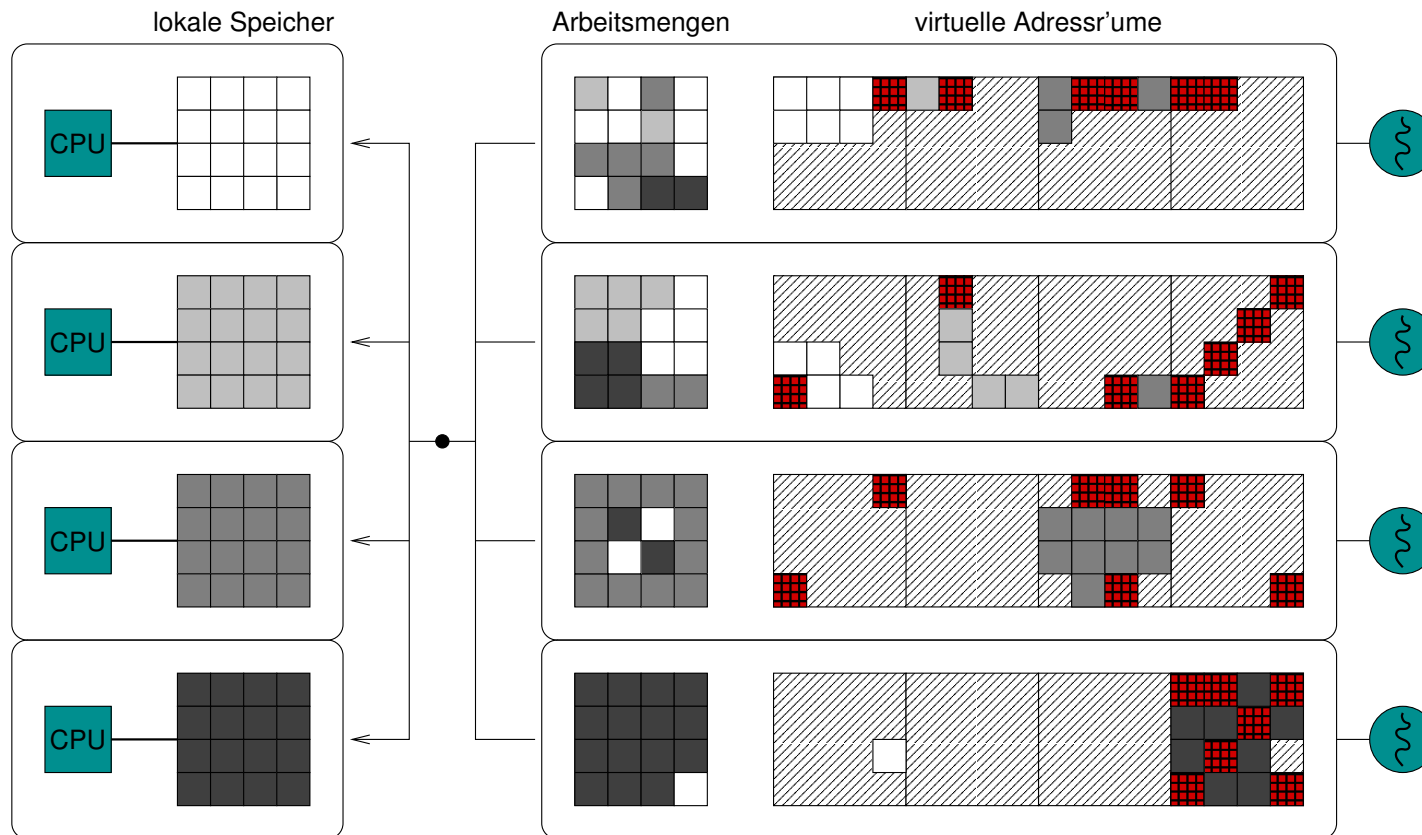 lokale Speicher
Arbeitsmengen
virtuelle Adressr'ume
CPU
CPU
CPU
CPU